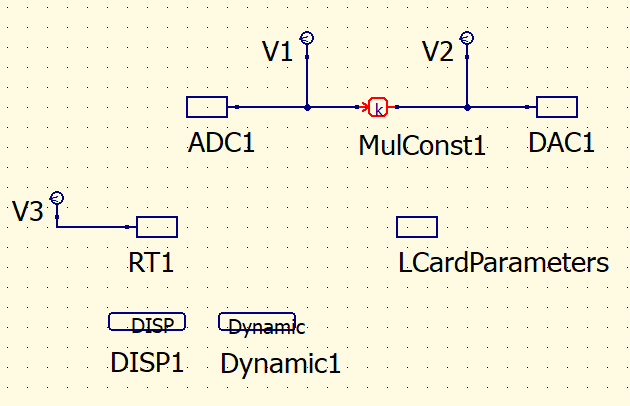 V1
V2
k
ADC1
MulConst1
DAC1
V3
RT1
LCardParameters
DISP
Dynamic
DISP1
Dynamic1